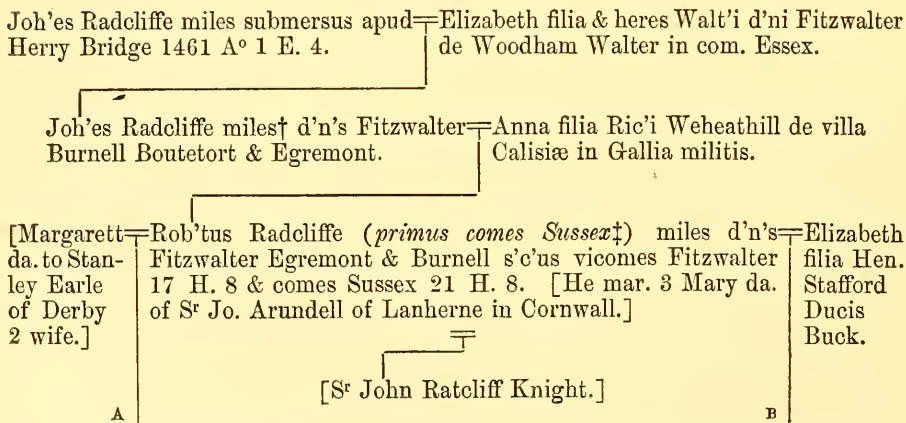 Joh'es Radcliffe miles submersus apud Elizabeth filia & heres Walt'i d'ni Fitzwalter
Herry Bridge 1461 Aº 1 E. 4. de Woodham Walter in com. Essex.
Joh'es Radcliffe miles† d'n's Fitzwalter Anna filia Ric'i Weheathill de villa
Burnell Boutetort & Egremont. Calisiæ in Gallia militis.
[Margarett Rob'tus Radcliffe (primus comes Sussex‡) miles d'n's Elizabeth
da. to Stan- Fitzwalter Egremont & Burnell s'c'us vicomes Fitzwalter filia Hen.
ley Earle 17 H. 8 & comes Sussex 21 H. 8. [He mar. 3 Mary da. Stafford
of Derby of Sʳ Jo. Arundell of Lanherne in Cornwall.] Ducis
2 wife.] Buck.
[Sʳ John Ratcliff Knight.]
A B